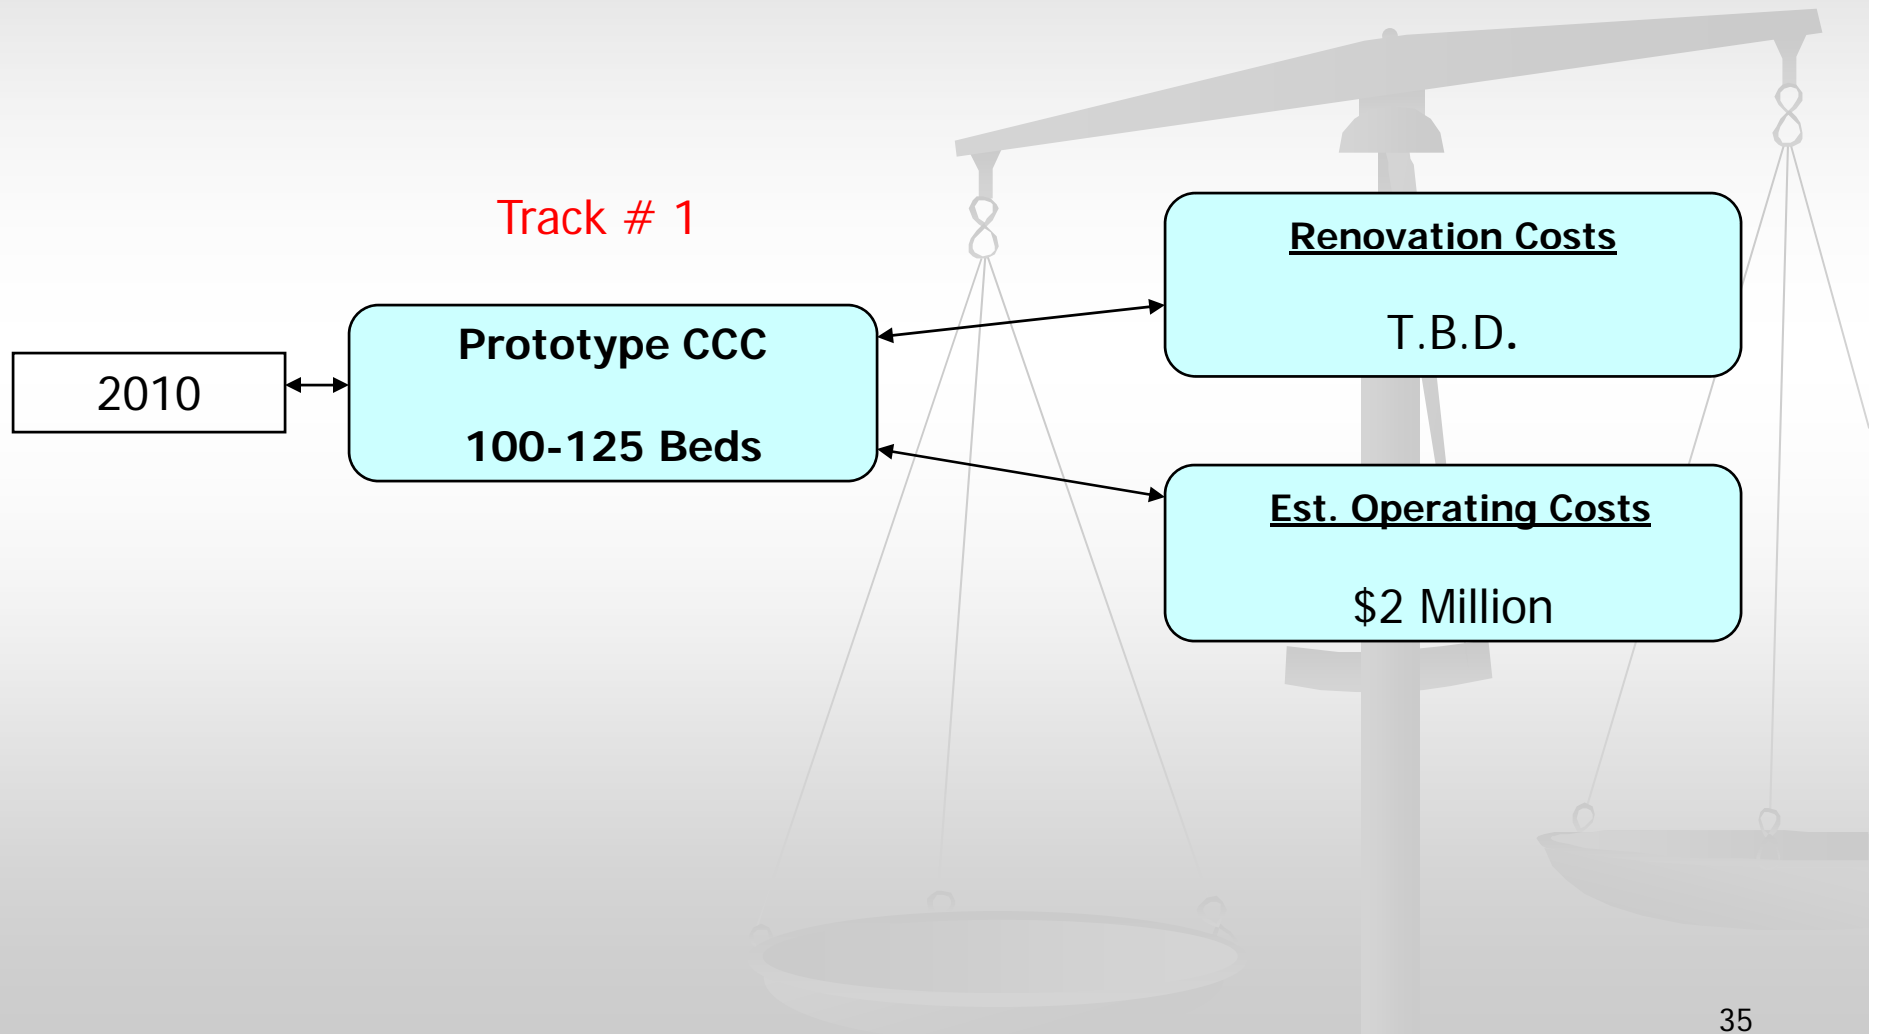 Track # 1
2010
Prototype CCC
100-125 Beds
Renovation Costs
T.B.D.
Est. Operating Costs
$2 Million
35